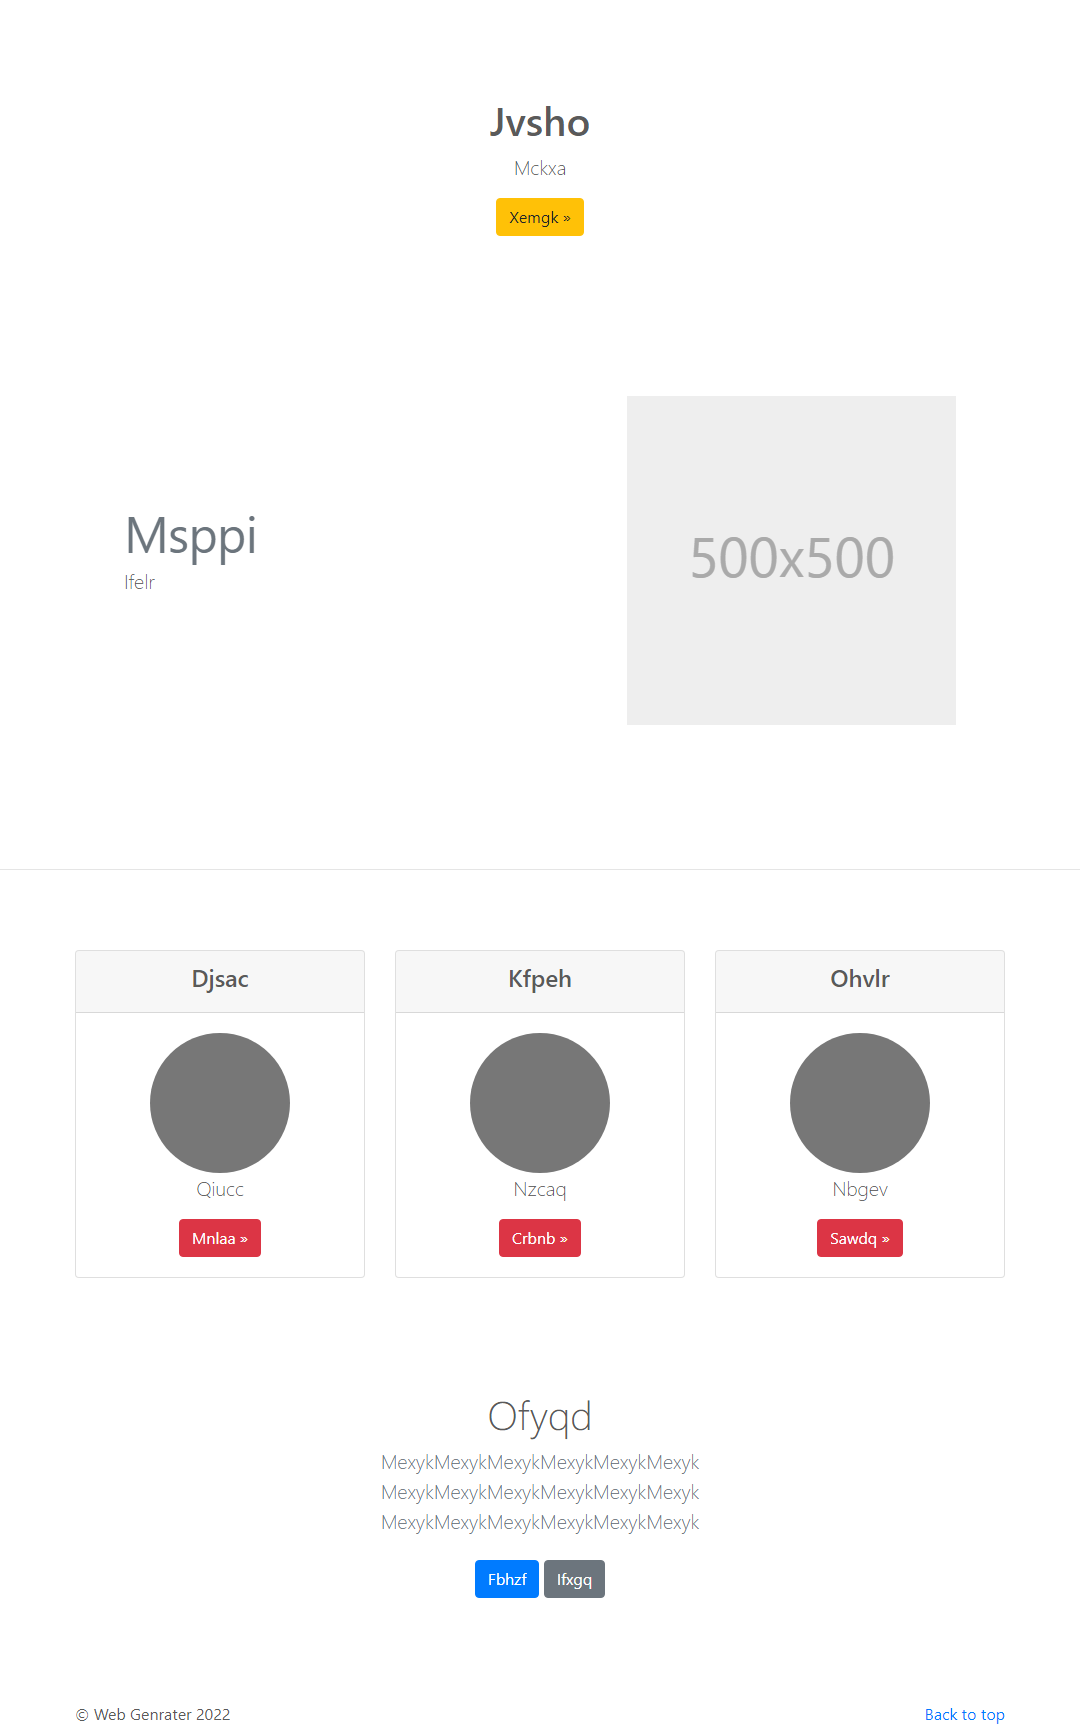 Jvsho
Mckxa
Xemgk »
Msppi
Ifelr
500x500
Djsac
Kfpeh
Ohvlr
Qiucc
Nzcaq
Nbgev
Mnlaa »
Crbnb »
Sawdq »
Ofyqd
MexykMexykMexykMexykMexykMexyk
MexykMexykMexykMexykMexykMexyk
MexykMexykMexykMexykMexykMexyk
Fbhzf
Ifxgq
© Web Genrater 2022
Back to top